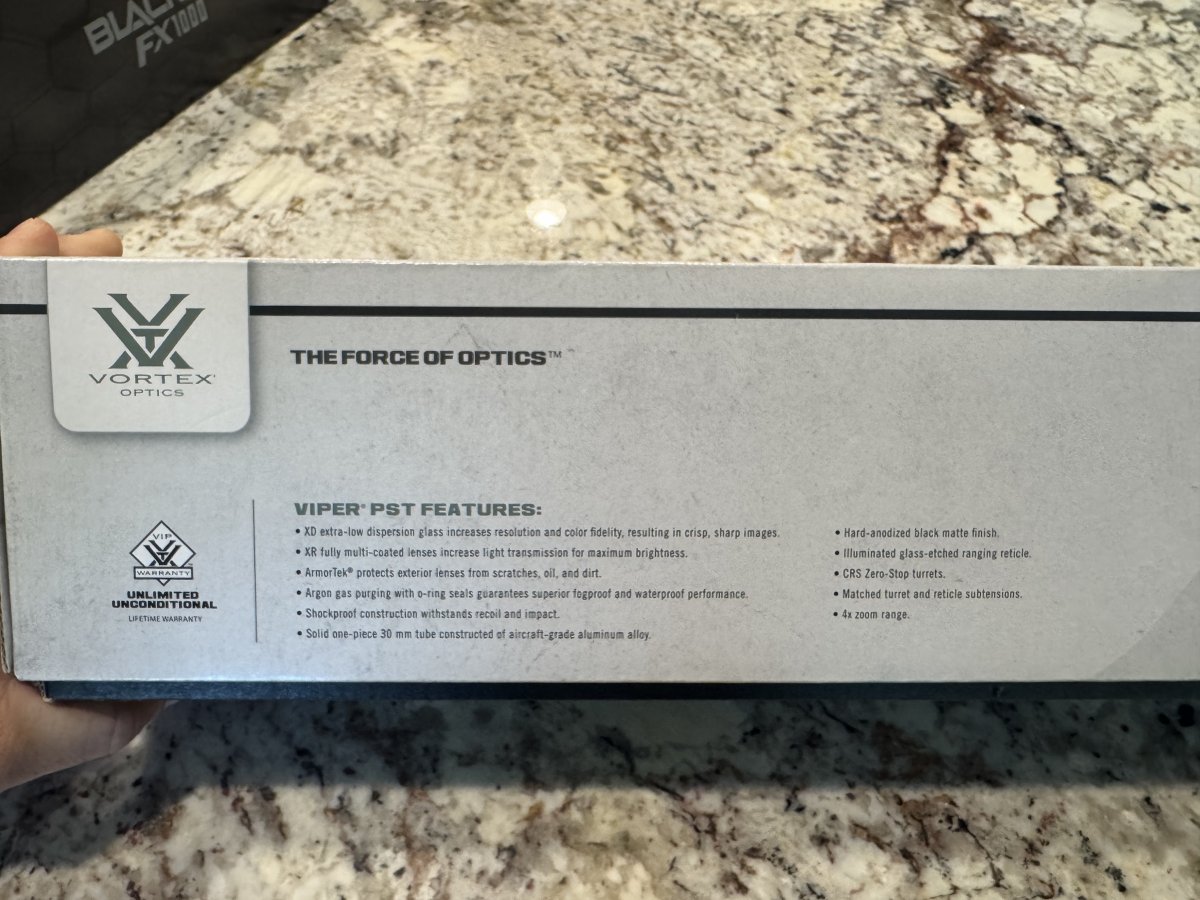 BLAC
FX1000
VORTEX®
OPTICS
THE FORCE OF OPTICS™
VIP
WARRANTY
UNLIMITED
UNCONDITIONAL
LIFETIME WARRANTY
VIPER® PST FEATURES:
• XD extra-low dispersion glass increases resolution and color fidelity, resulting in crisp, sharp images.
• XR fully multi-coated lenses increase light transmission for maximum brightness.
• ArmorTek® protects exterior lenses from scratches, oil, and dirt.
• Argon gas purging with o-ring seals guarantees superior fogproof and waterproof performance.
• Shockproof construction withstands recoil and impact.
• Solid one-piece 30 mm tube constructed of aircraft-grade aluminum alloy.
• Hard-anodized black matte finish.
• Illuminated glass-etched ranging reticle.
• CRS Zero-Stop turrets.
• Matched turret and reticle subtensions.
• 4x zoom range.